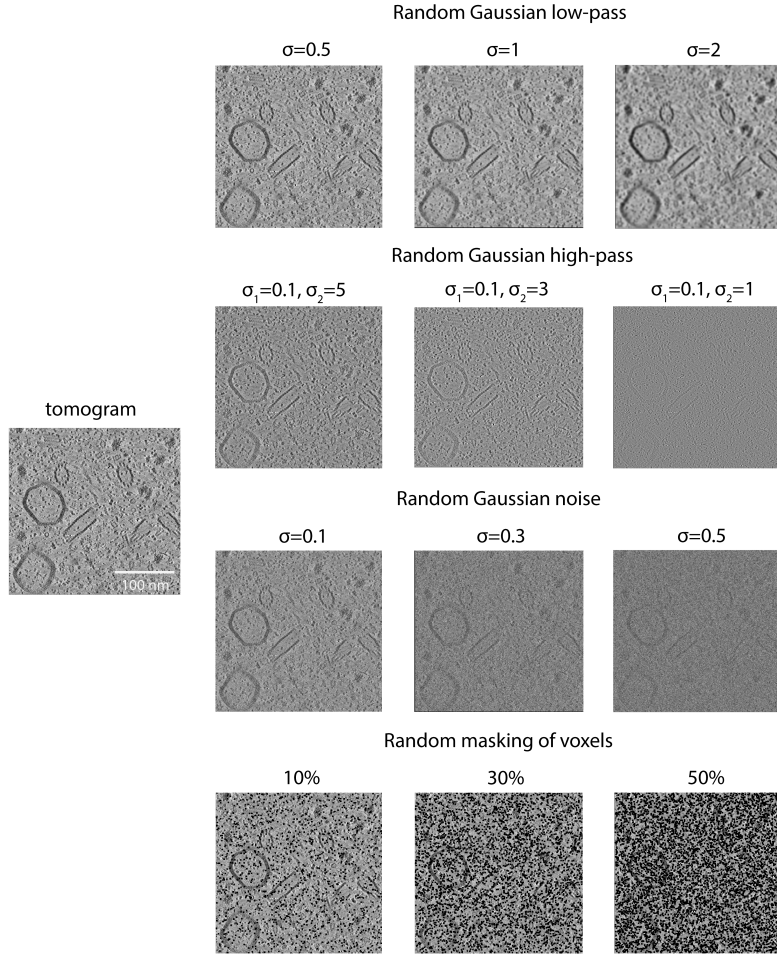 Random Gaussian low-pass
σ=0.5 σ=1 σ=2
Random Gaussian high-pass
σ₁=0.1, σ₂=5 σ₁=0.1, σ₂=3 σ₁=0.1, σ₂=1
tomogram
100 nm
Random Gaussian noise
σ=0.1 σ=0.3 σ=0.5
Random masking of voxels
10% 30% 50%